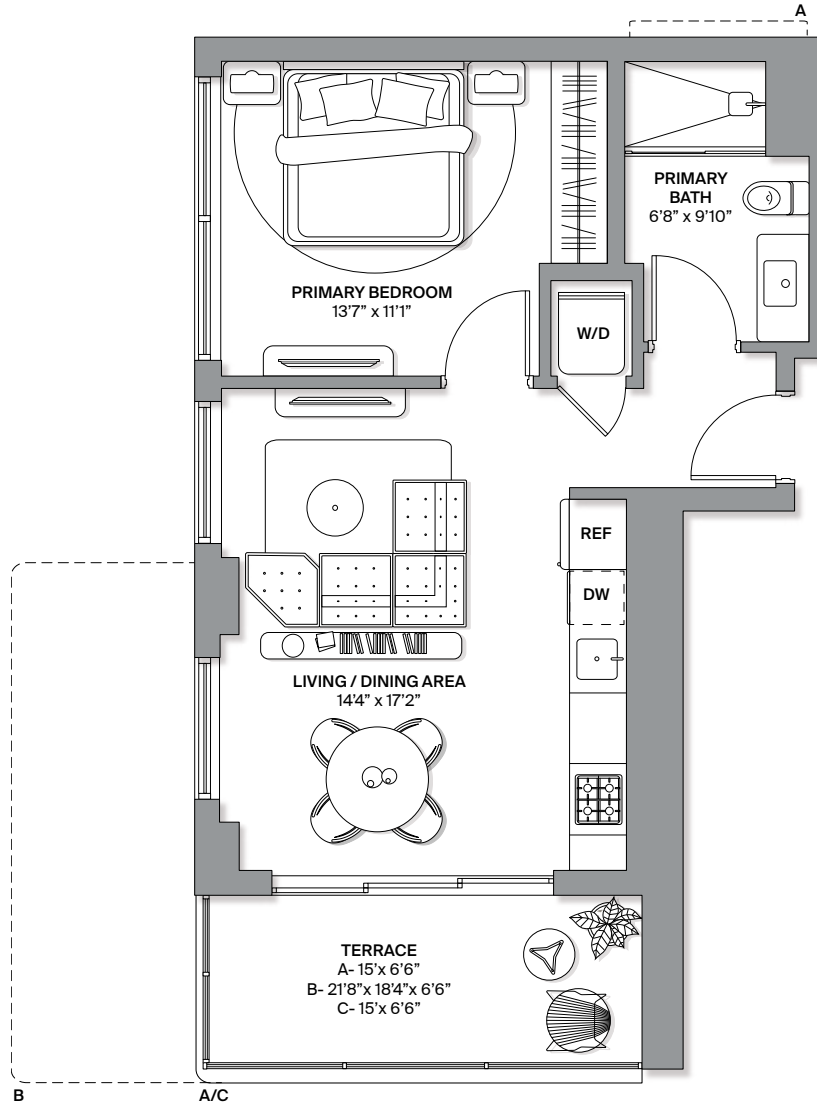 A
PRIMARY
BATH
6'8” x 9'10”
PRIMARY BEDROOM
13'7” x 11'1”
W/D
REF
DW
LIVING / DINING AREA
14'4” x 17'2”
TERRACE
A- 15'x 6'6”
B- 21'8”x 18'4”x 6'6”
C- 15'x 6'6”
B
A/C